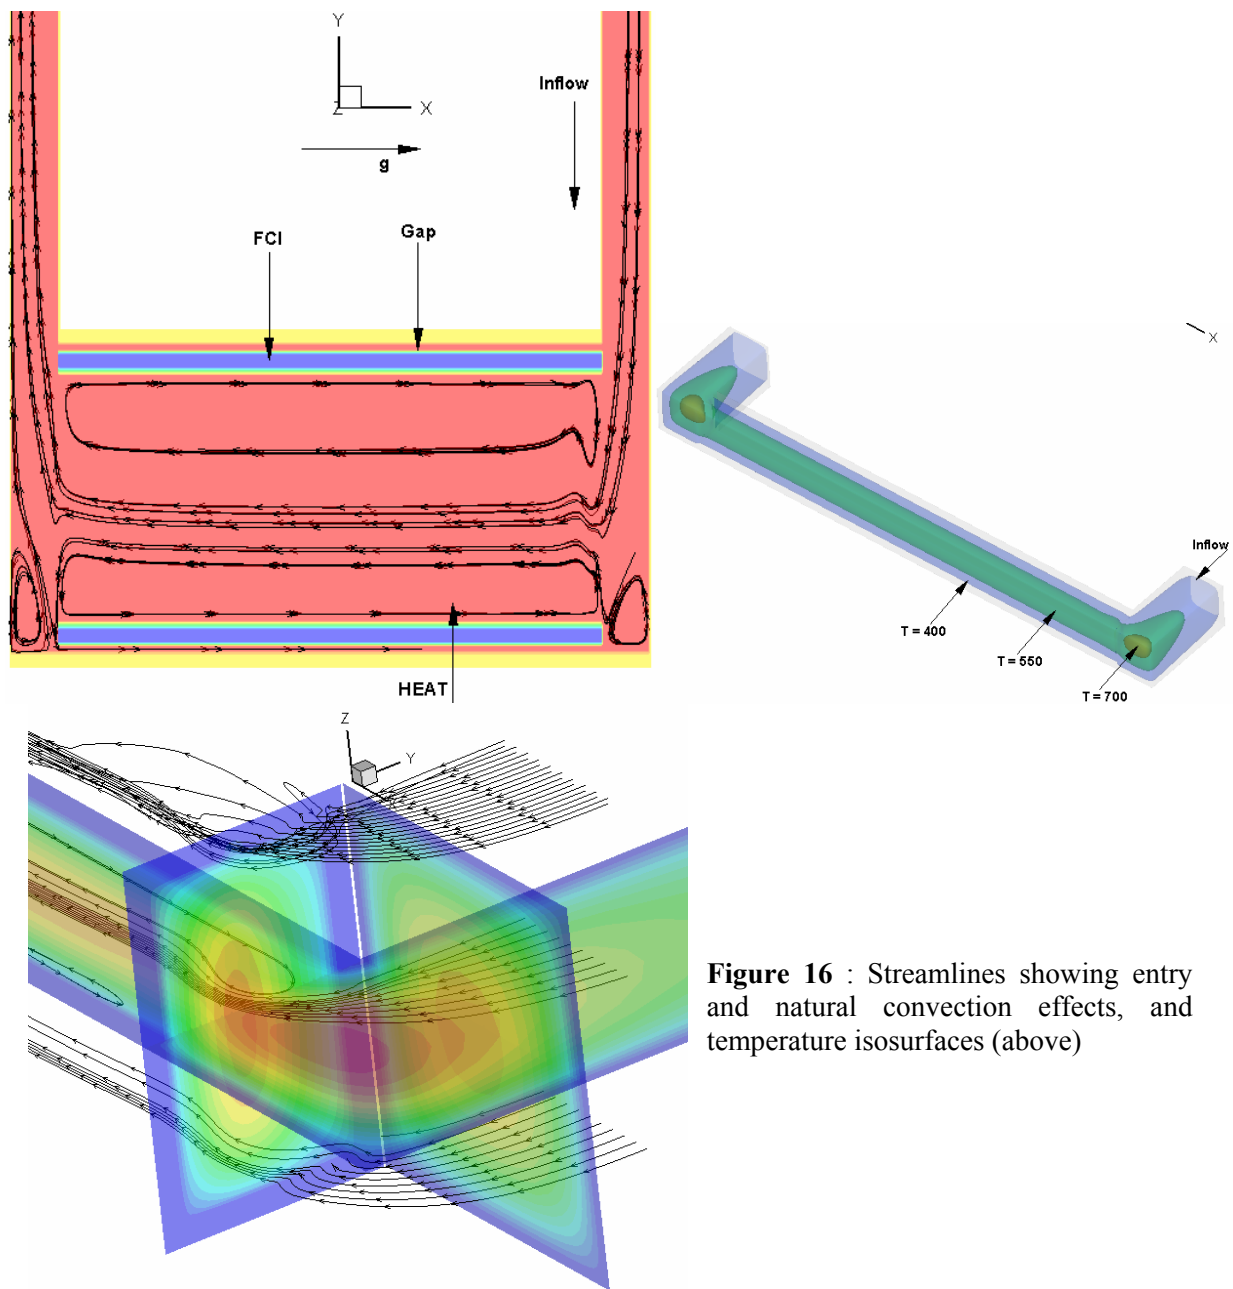 Y
Z
X
Inflow
g
FCI
Gap
HEAT
X
Inflow
T = 400
T = 550
T = 700
Z
Y
Figure 16 : Streamlines showing entry
and natural convection effects, and
temperature isosurfaces (above)